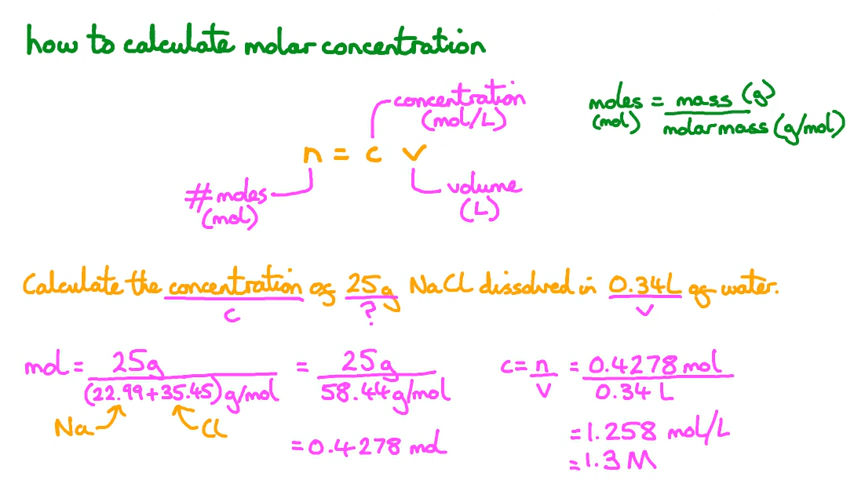 how to calculate molar concentration
concentration
(mol/L)
moles = mass (g)
(mol) molar mass (g/mol)
n = c v
#moles
(mol)
volume
(L)
Calculate the concentration of 25g NaCl dissolved in 0.34L of water.
c ? v
mol = 25g = 25g
(22.99+35.45) g/mol 58.44 g/mol
Na Cl
= 0.4278 mol
c = n = 0.4278 mol
v 0.34 L
= 1.258 mol/L
= 1.3 M